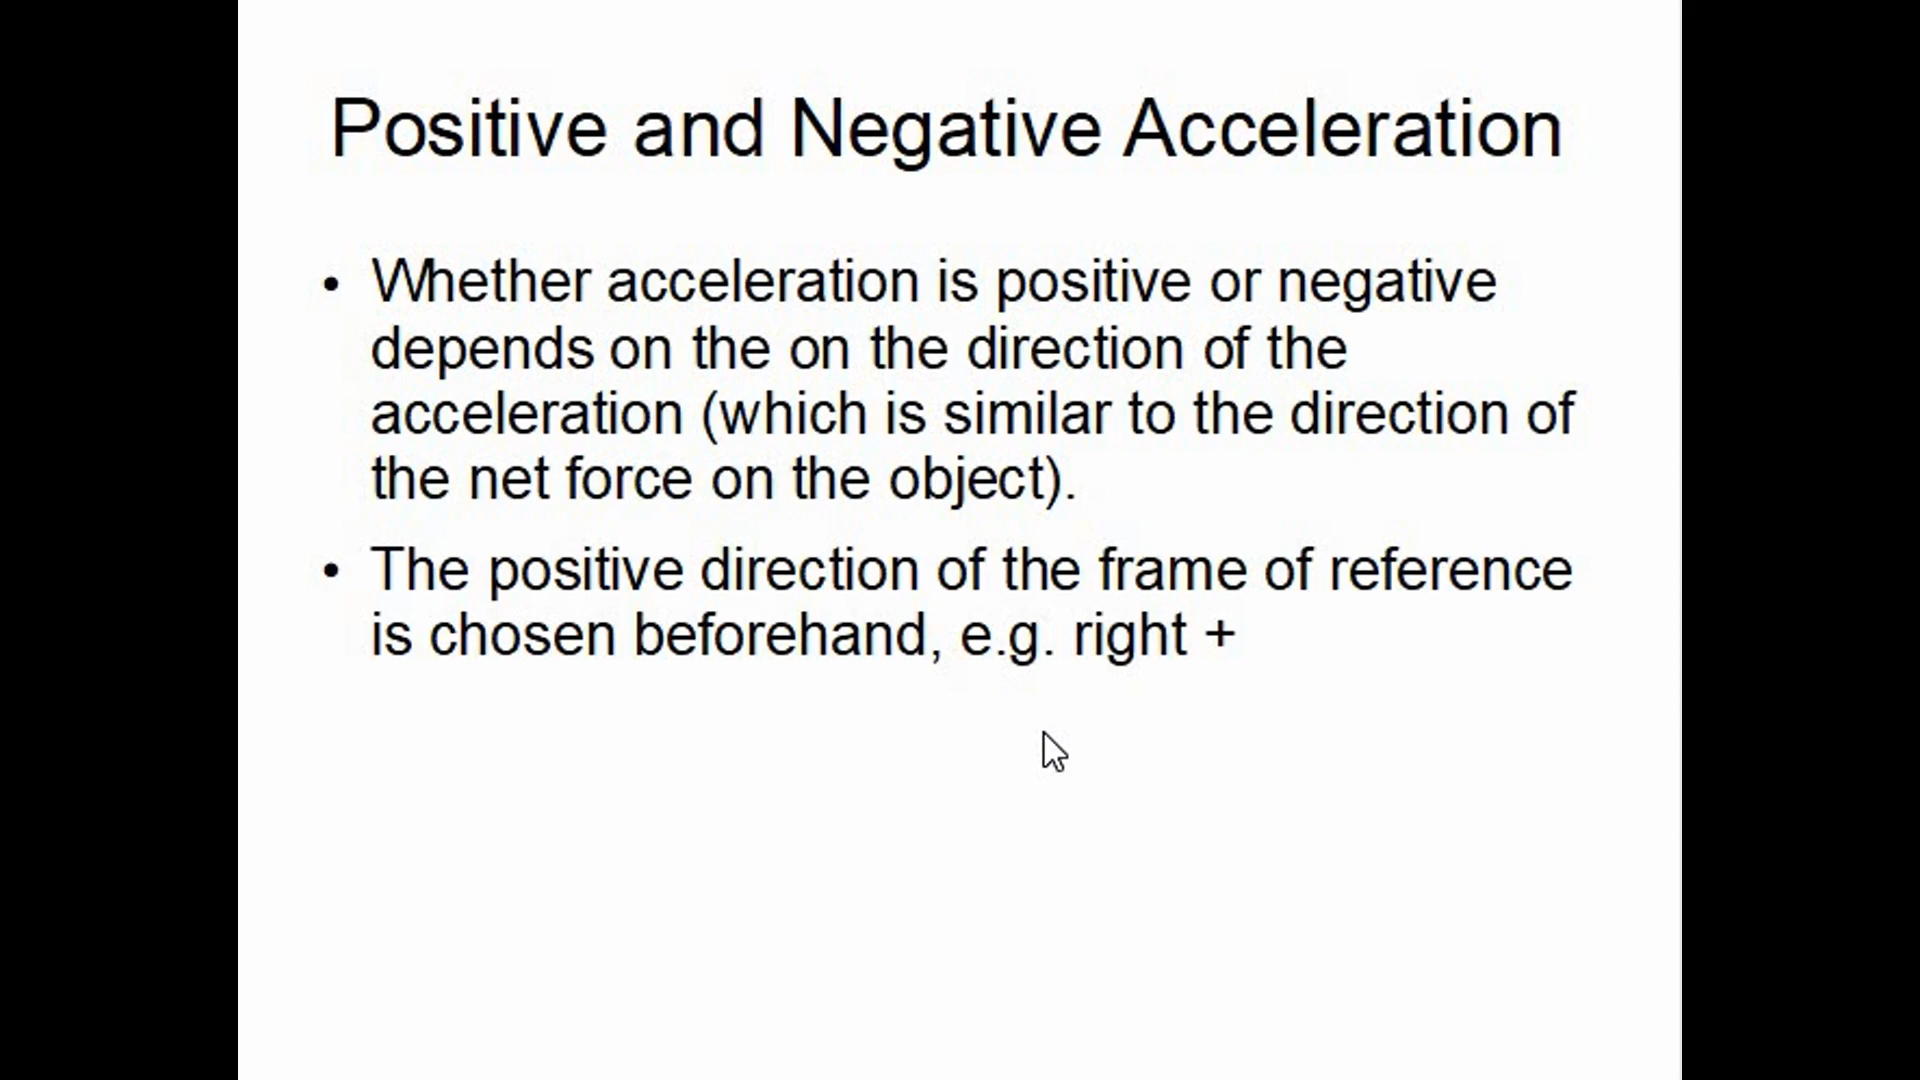 Positive and Negative Acceleration
• Whether acceleration is positive or negative
depends on the on the direction of the
acceleration (which is similar to the direction of
the net force on the object).
• The positive direction of the frame of reference
is chosen beforehand, e.g. right +